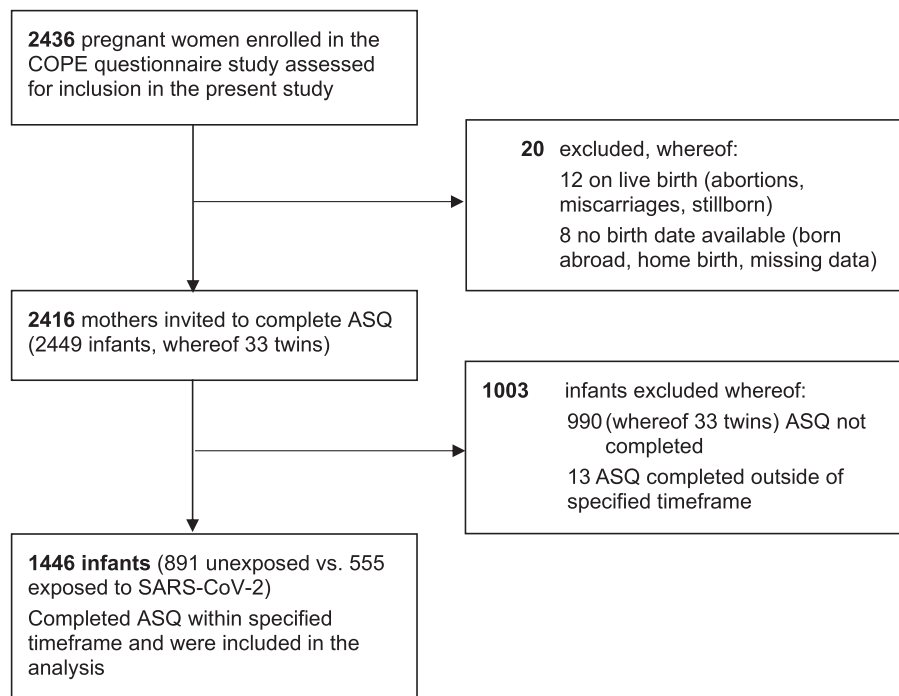 2436 pregnant women enrolled in the
COPE questionnaire study assessed
for inclusion in the present study
20 excluded, whereof:
12 on live birth (abortions,
miscarriages, stillborn)
8 no birth date available (born
abroad, home birth, missing data)
2416 mothers invited to complete ASQ
(2449 infants, whereof 33 twins)
1003 infants excluded whereof:
990 (whereof 33 twins) ASQ not
completed
13 ASQ completed outside of
specified timeframe
1446 infants (891 unexposed vs. 555
exposed to SARS-CoV-2)
Completed ASQ within specified
timeframe and were included in the
analysis